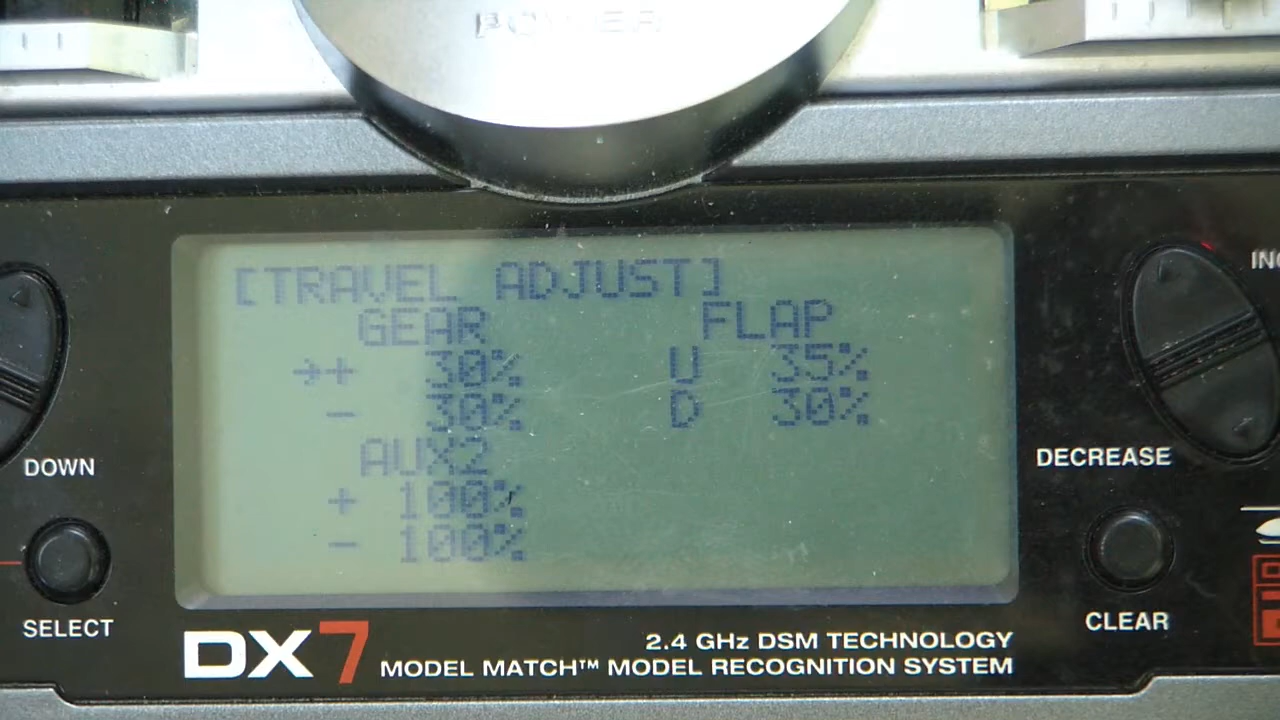 POWER
[TRAVEL ADJUST]
GEAR FLAP
→+ 30% U 35%
- 30% D 30%
AUX2
+ 100%
- 100%
DOWN
SELECT
DECREASE
CLEAR
DX7
2.4 GHz DSM TECHNOLOGY
MODEL MATCH™ MODEL RECOGNITION SYSTEM